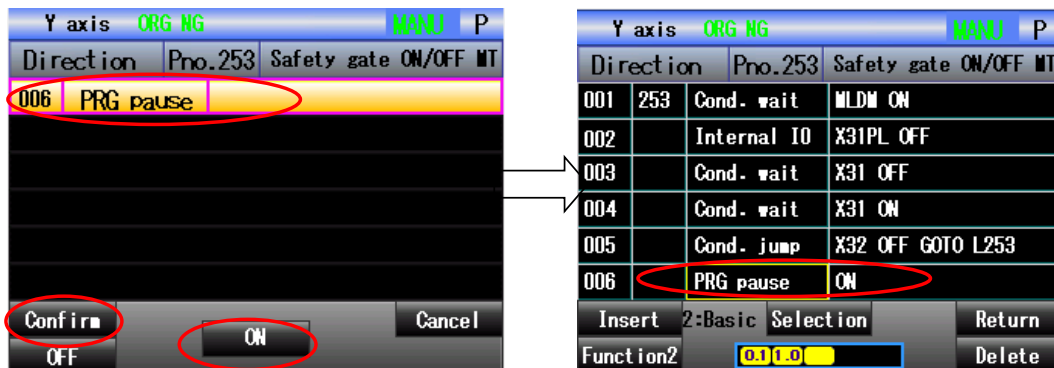 Y axis ORG NG MANU P
Direction Pno.253 Safety gate ON/OFF MT
006 PRG pause
Confirm ON Cancel
OFF
Y axis ORG NG MANU P
Direction Pno.253 Safety gate ON/OFF MT
001 253 Cond. wait MLDM ON
002 Internal IO X31PL OFF
003 Cond. wait X31 OFF
004 Cond. wait X31 ON
005 Cond. jump X32 OFF GOTO L253
006 PRG pause ON
Insert 2:Basic Selection Return
Function2 0.1 1.0 Delete